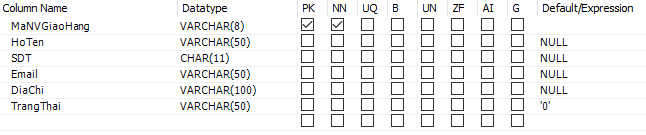 Column Name Datatype PK NN UQ B UN ZF AI G Default/Expression
MaNVGiaoHang VARCHAR(8)
HoTen VARCHAR(50) NULL
SDT CHAR(11) NULL
Email VARCHAR(50) NULL
DiaChi VARCHAR(100) NULL
TrangThai VARCHAR(50) '0'